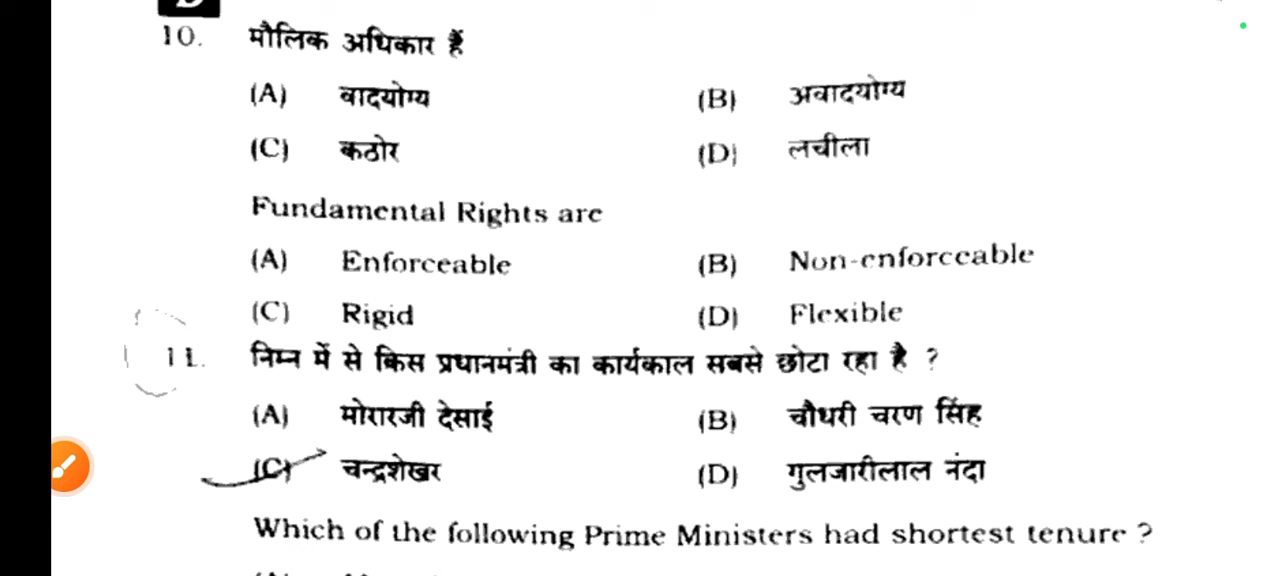 10. मौलिक अधिकार हैं
(A) वादयोग्य (B) अवादयोग्य
(C) कठोर (D) लचीला
Fundamental Rights are
(A) Enforceable (B) Non-enforceable
(C) Rigid (D) Flexible
11. निम्न में से किस प्रधानमंत्री का कार्यकाल सबसे छोटा रहा है ?
(A) मोरारजी देसाई (B) चौधरी चरण सिंह
(C) चन्द्रशेखर (D) गुलजारीलाल नंदा
Which of the following Prime Ministers had shortest tenure ?